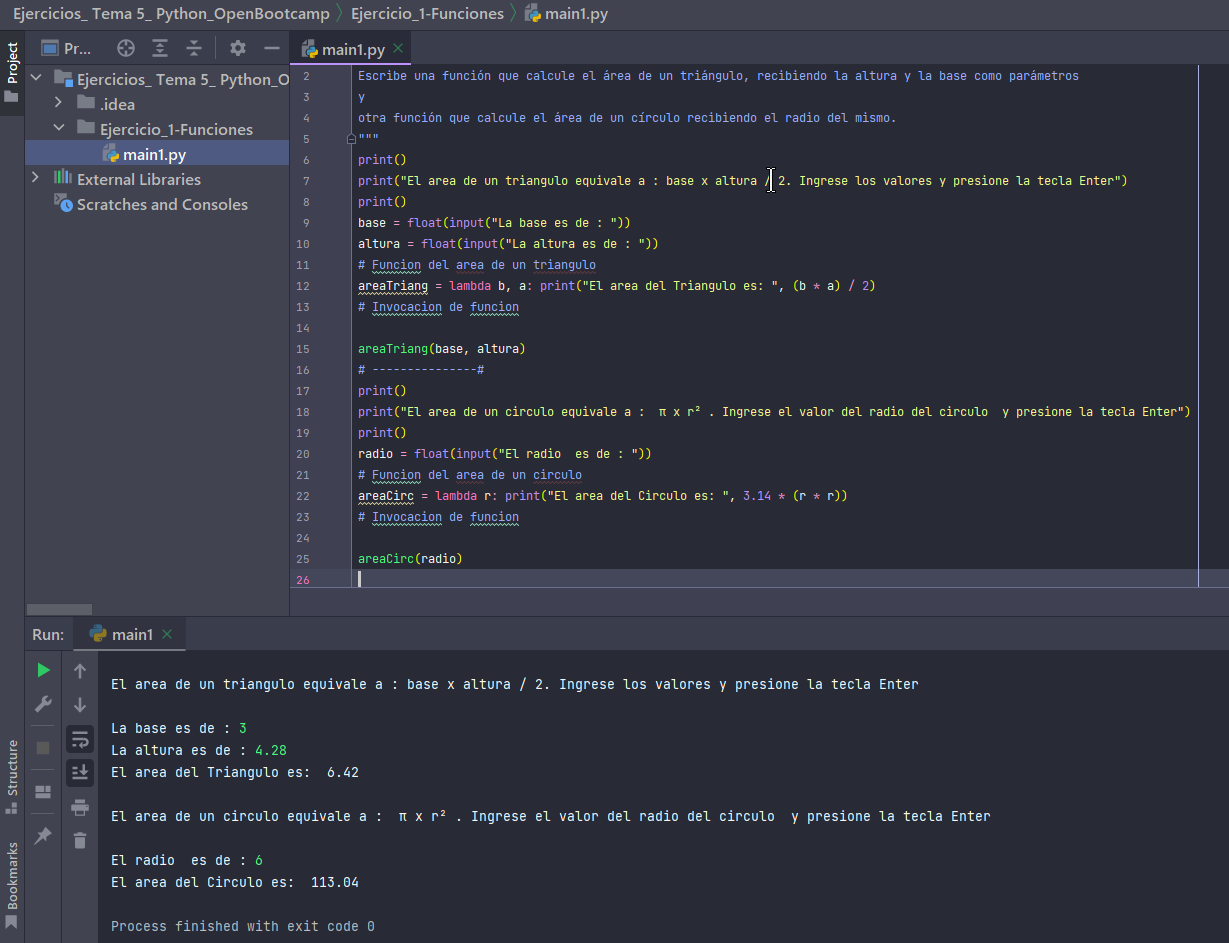 Ejercicios_ Tema 5_ Python_OpenBootcamp 〉 Ejercicio_1-Funciones 〉 main1.py
Project
Pr...
main1.py
Ejercicios_ Tema 5_ Python_O
.idea
Ejercicio_1-Funciones
main1.py
External Libraries
Scratches and Consoles
2 Escribe una función que calcule el área de un triángulo, recibiendo la altura y la base como parámetros
3 y
4 otra función que calcule el área de un círculo recibiendo el radio del mismo.
5 """
6 print()
7 print("El area de un triangulo equivale a : base x altura / 2. Ingrese los valores y presione la tecla Enter")
8 print()
9 base = float(input("La base es de : "))
10 altura = float(input("La altura es de : "))
11 # Funcion del area de un triangulo
12 areaTriang = lambda b, a: print("El area del Triangulo es: ", (b * a) / 2)
13 # Invocacion de funcion
14
15 areaTriang(base, altura)
16 # ---------------#
17 print()
18 print("El area de un circulo equivale a :  π x r² . Ingrese el valor del radio del circulo  y presione la tecla Enter")
19 print()
20 radio = float(input("El radio  es de : "))
21 # Funcion del area de un circulo
22 areaCirc = lambda r: print("El area del Circulo es: ", 3.14 * (r * r))
23 # Invocacion de funcion
24
25 areaCirc(radio)
26
Run:
main1
El area de un triangulo equivale a : base x altura / 2. Ingrese los valores y presione la tecla Enter
La base es de : 3
La altura es de : 4.28
El area del Triangulo es:  6.42
El area de un circulo equivale a :  π x r² . Ingrese el valor del radio del circulo  y presione la tecla Enter
El radio  es de : 6
El area del Circulo es:  113.04
Process finished with exit code 0
Structure
Bookmarks